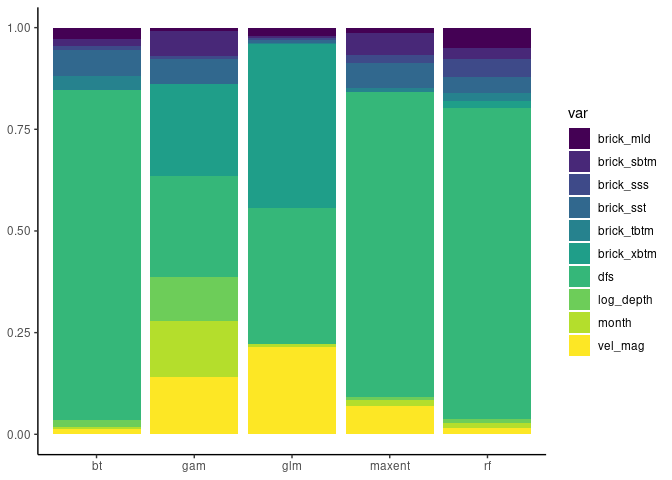 1.00
0.75
0.50
0.25
0.00
bt
gam
glm
maxent
rf
var
brick_mld
brick_sbtm
brick_sss
brick_sst
brick_tbtm
brick_xbtm
dfs
log_depth
month
vel_mag